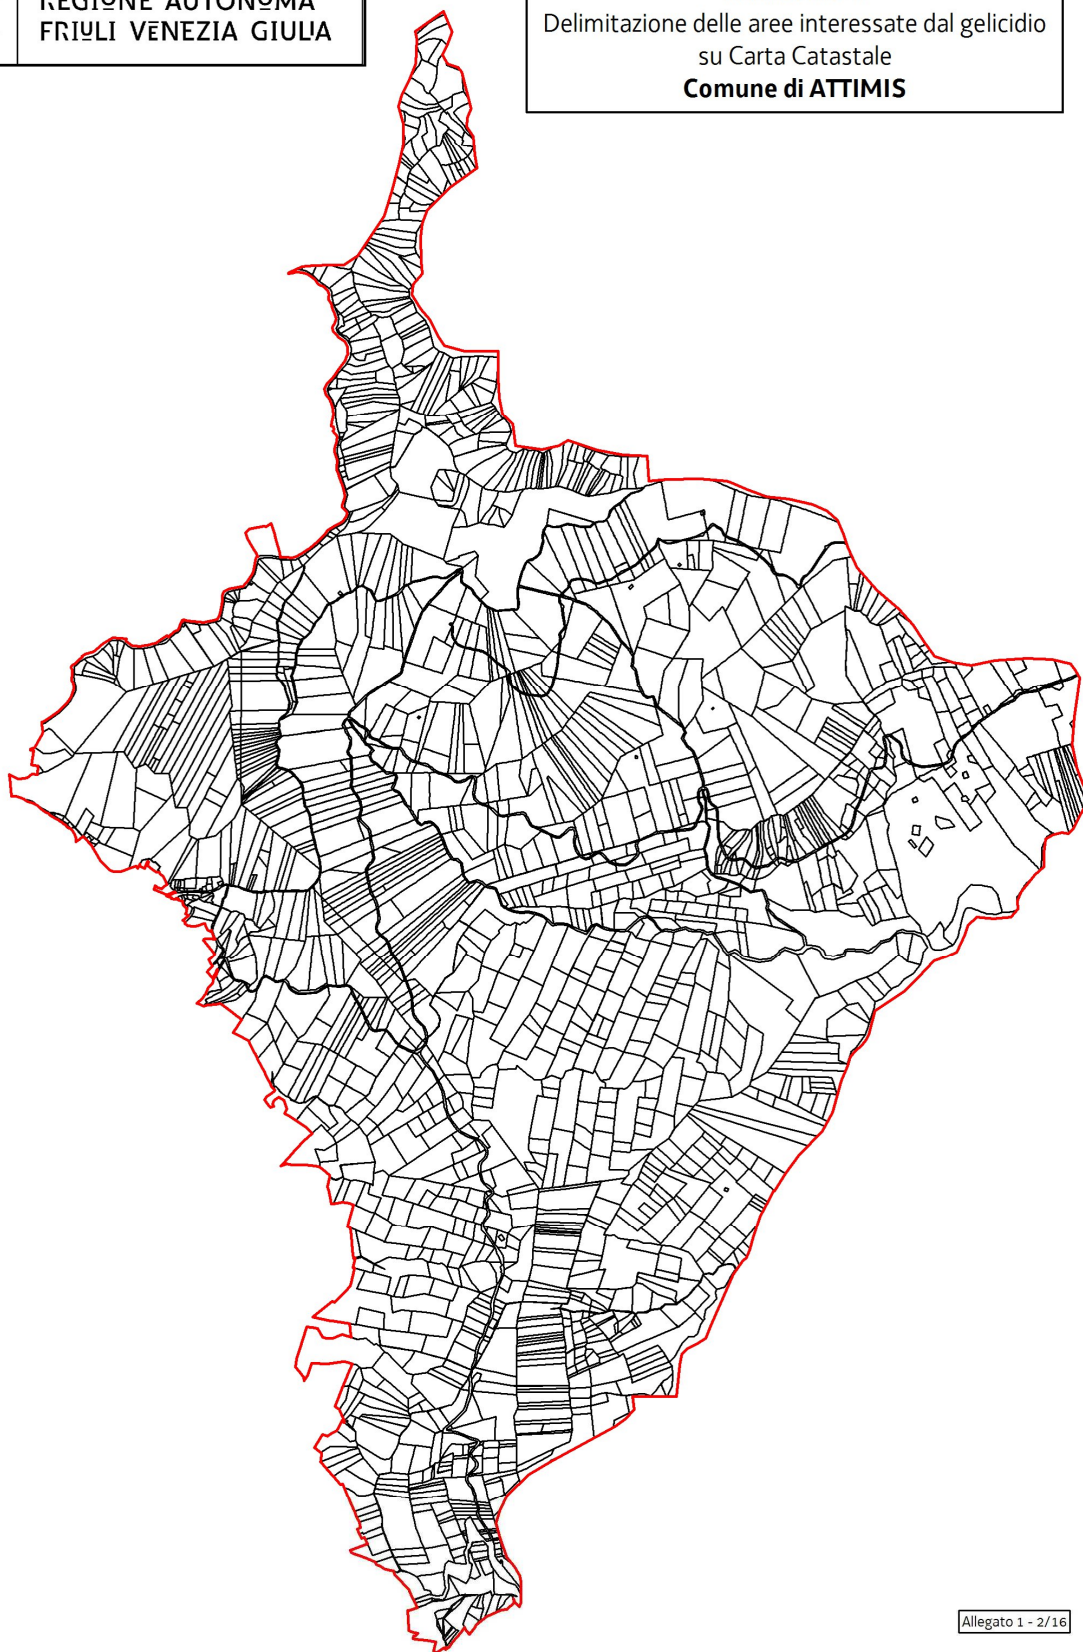 REGIONE AUTONOMA
FRIULI VENEZIA GIULIA
Delimitazione delle aree interessate dal gelicidio
su Carta Catastale
Comune di ATTIMIS
Allegato 1 - 2/16